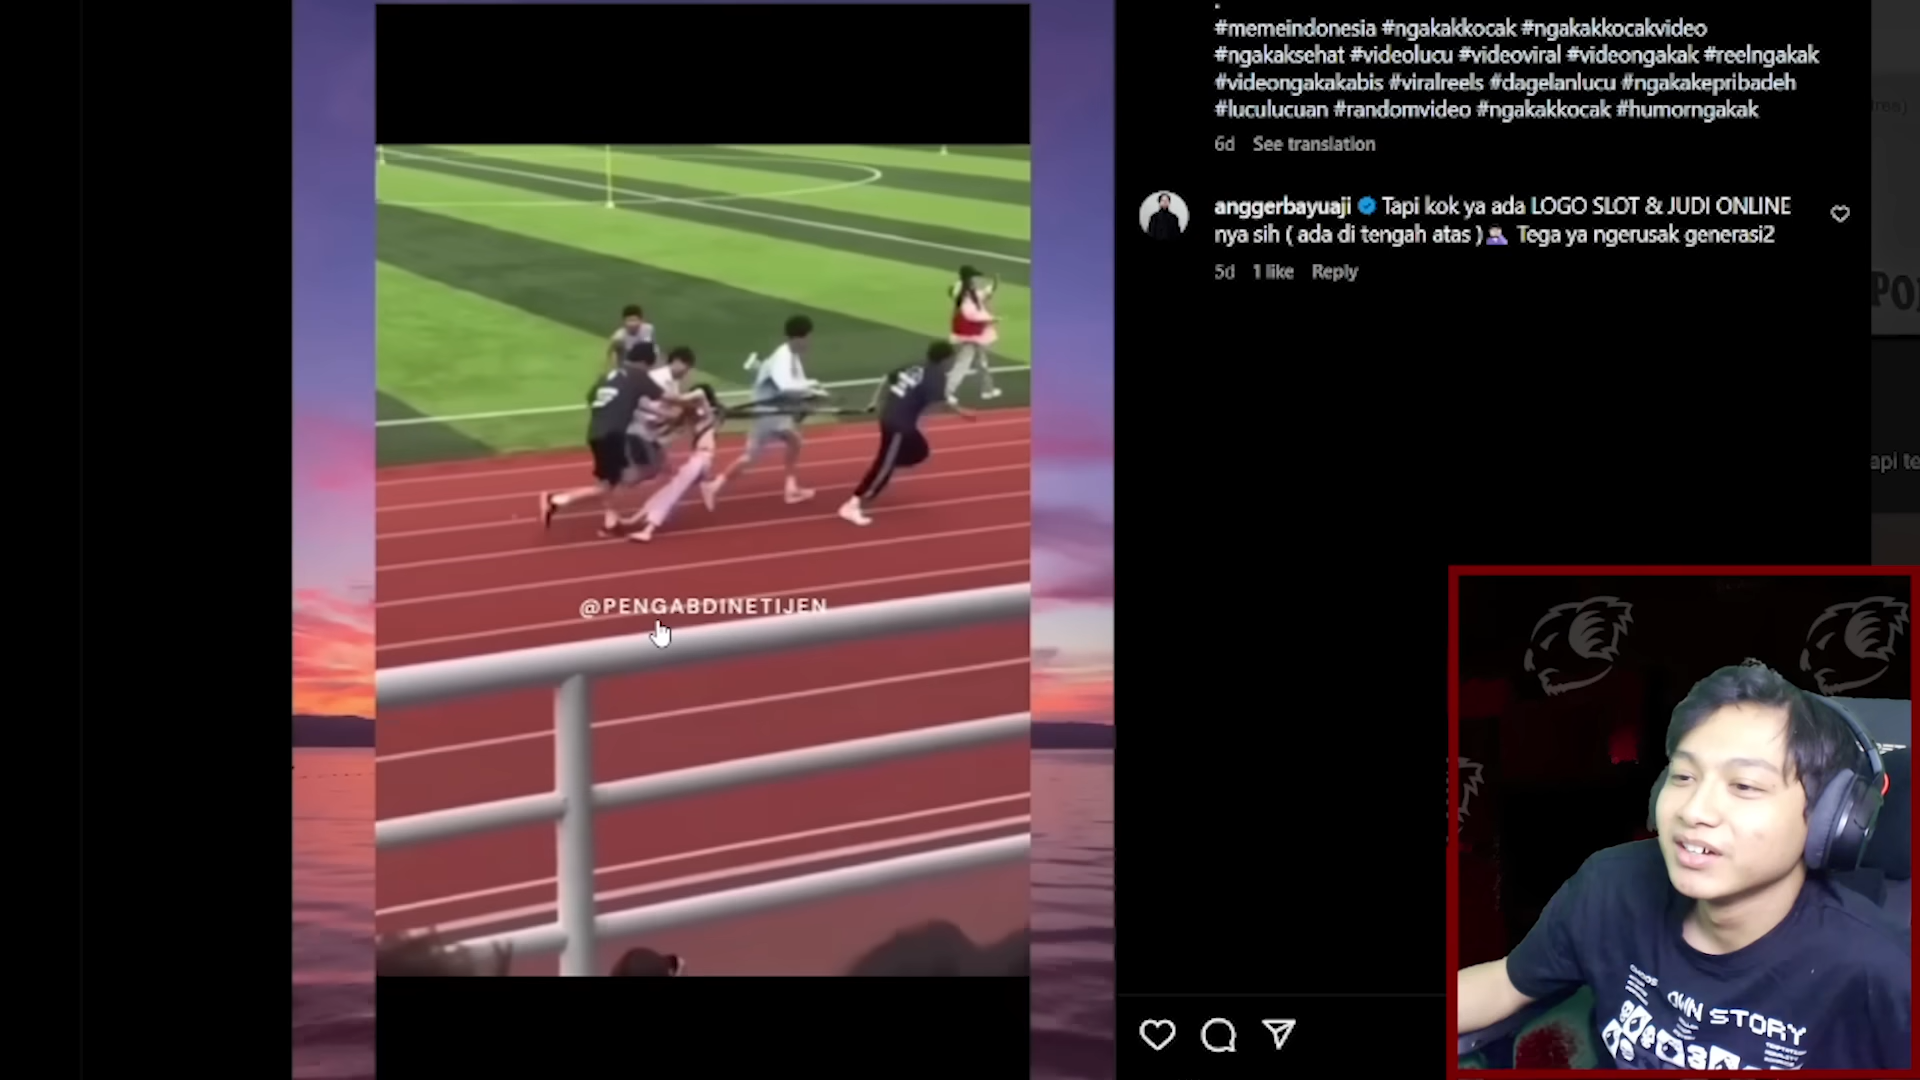 .
#memeindonesia #ngakakkocak #ngakakkocakvideo
#ngakaksehat #videolucu #videoviral #videongakak #reelngakak
#videongakakabis #viralreels #dagelanlucu #ngakakepribadeh
#luculucuan #randomvideo #ngakakkocak #humorngakak
6d See translation
anggerbayuaji Tapi kok ya ada LOGO SLOT & JUDI ONLINE
nya sih ( ada di tengah atas ) Tega ya ngerusak generasi2
5d 1 like Reply
@PENGABDINETIJEN
OWN STORY